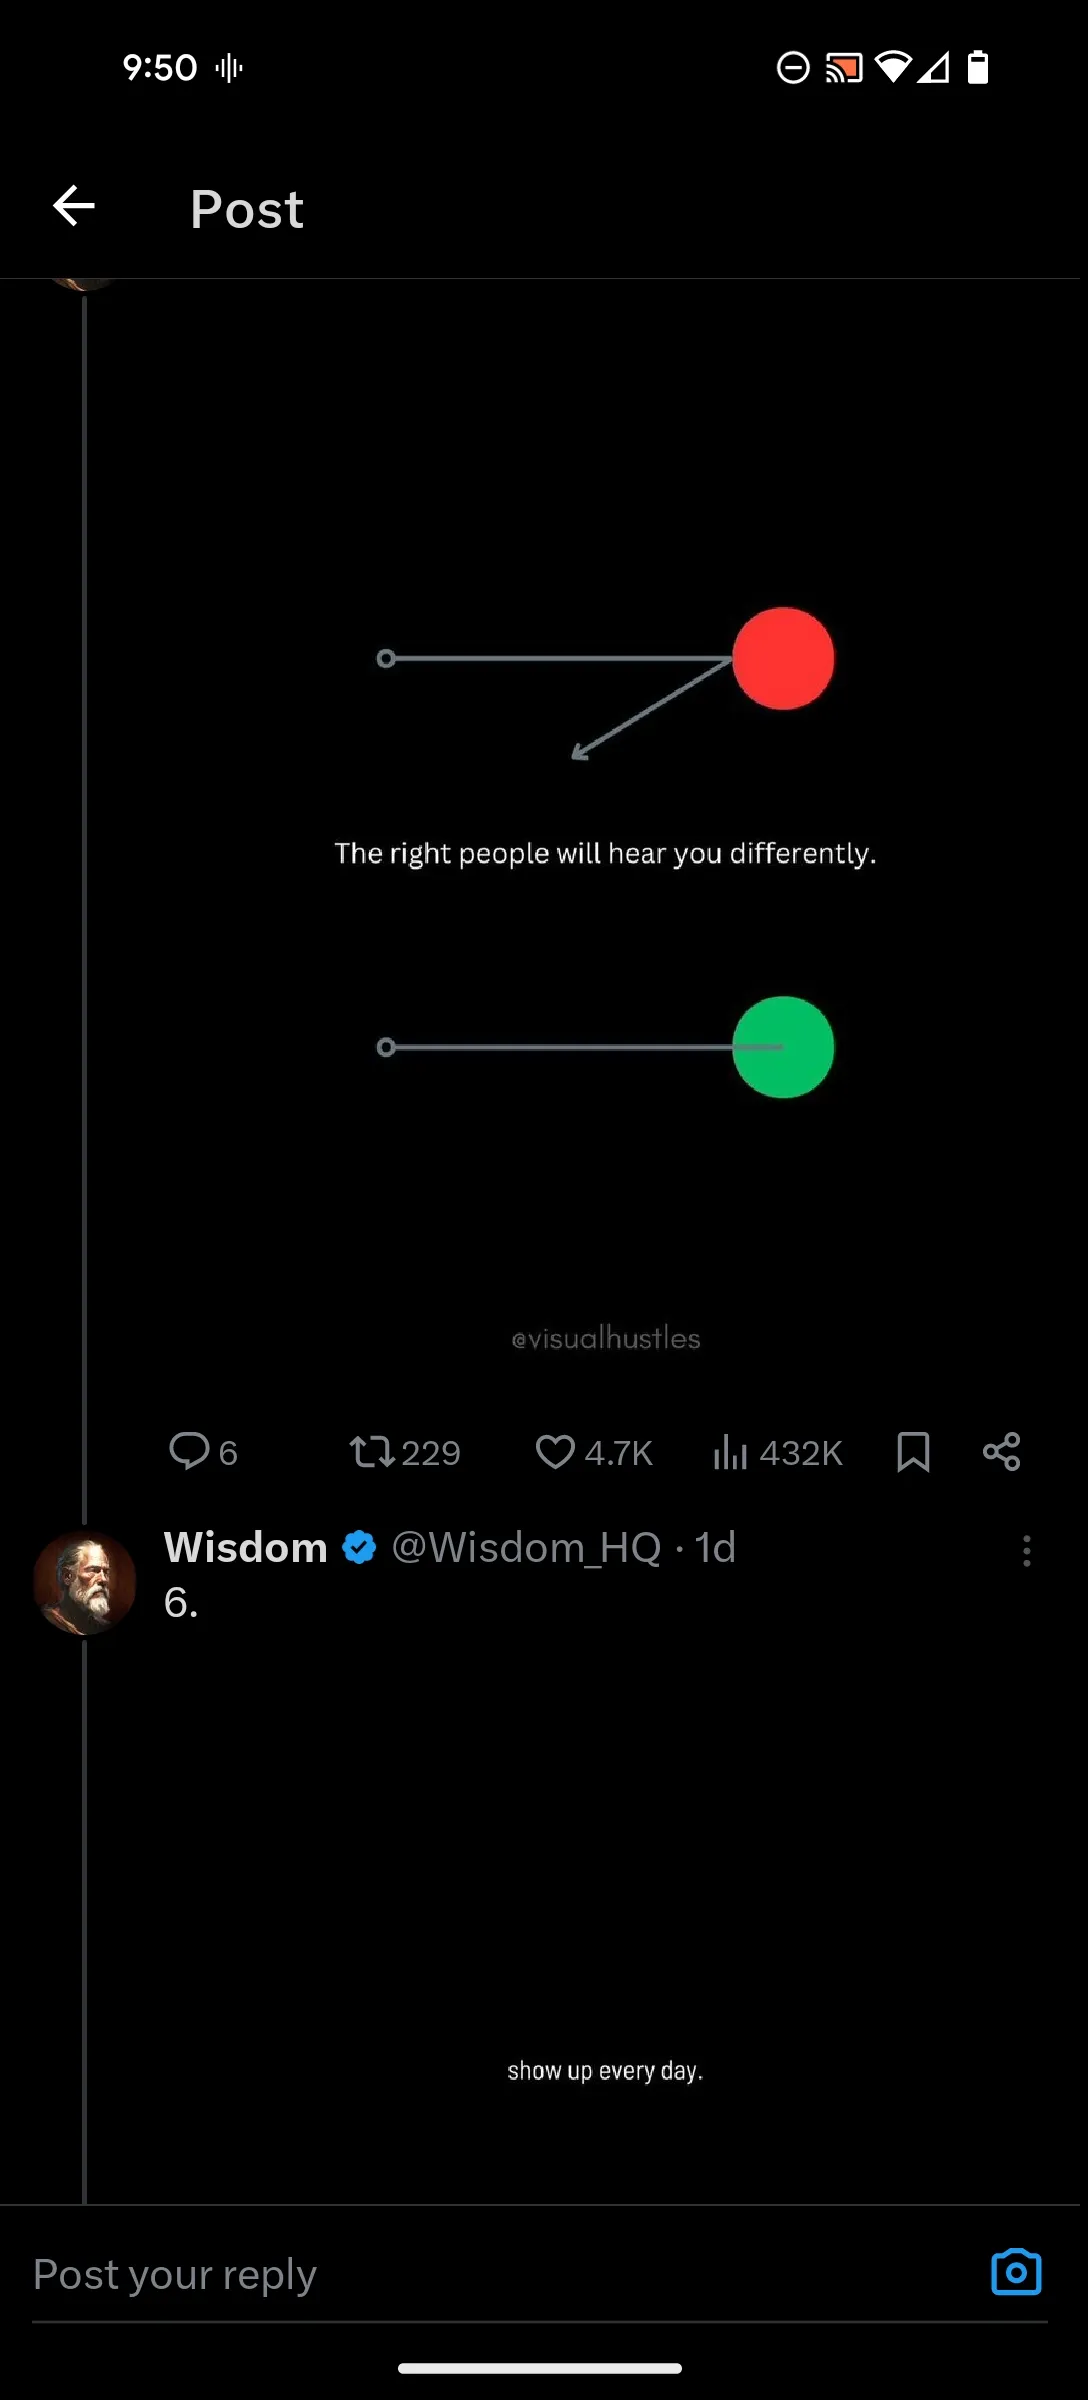 9:50
Post
The right people will hear you differently.
@visualhustles
6 229 4.7K 432K
Wisdom @Wisdom_HQ · 1d
6.
show up every day.
Post your reply